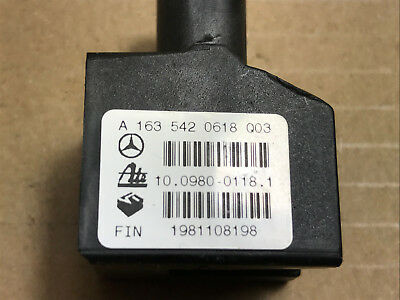 A 163 542 0618 Q03
Ate
10.0980-0118.1
FIN 1981108198